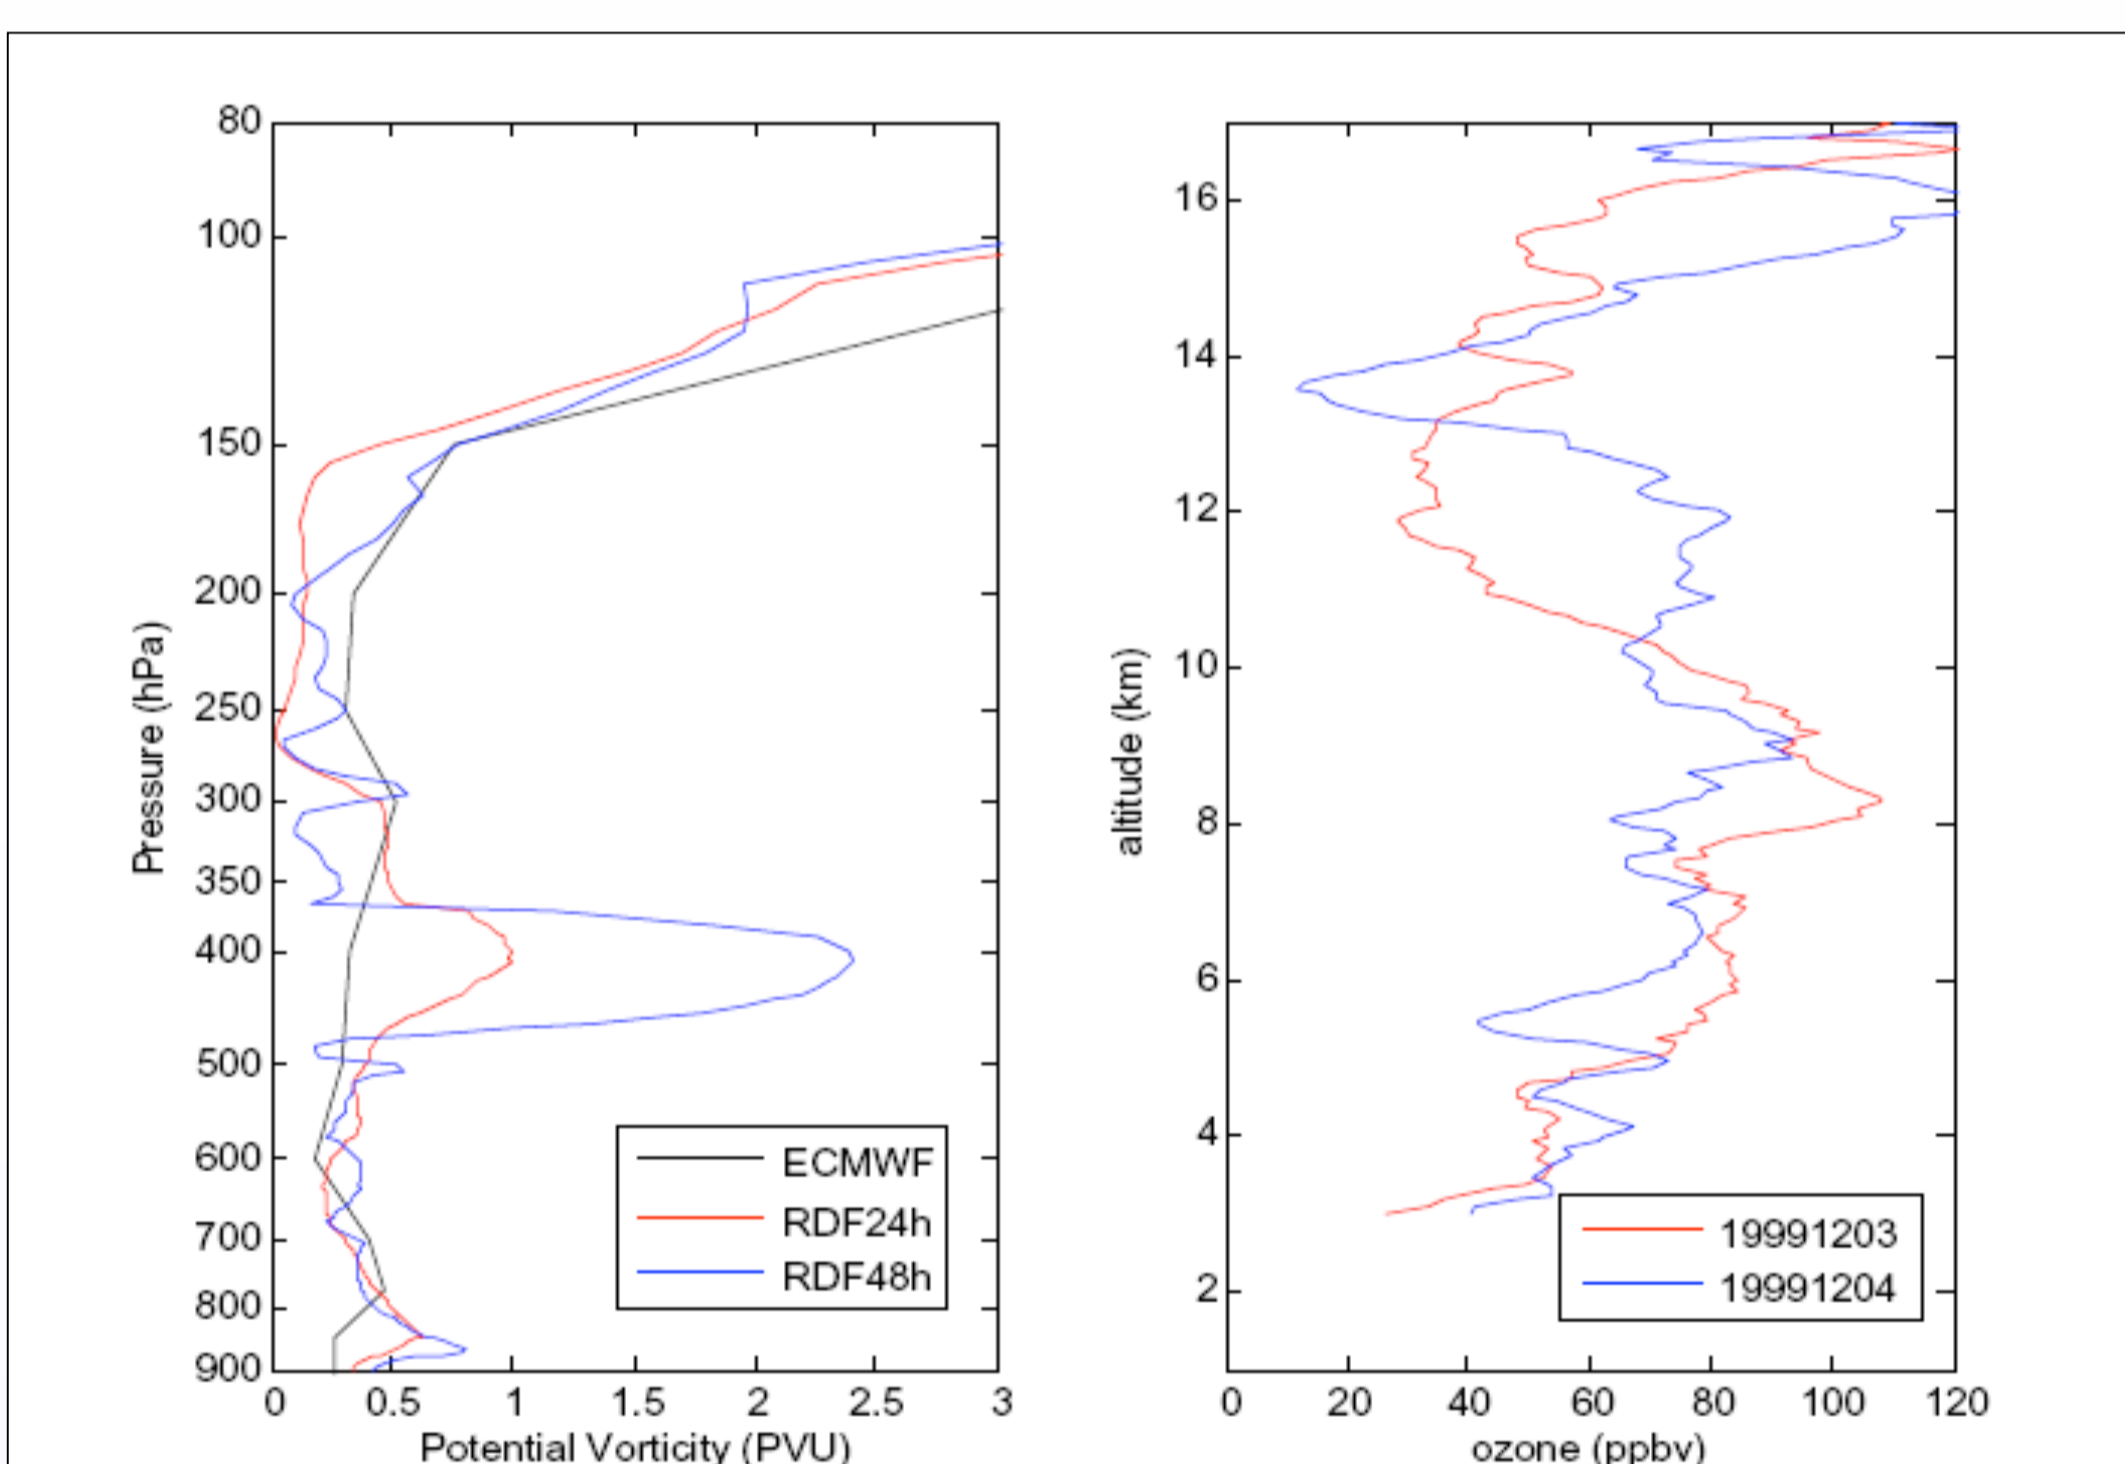 80
100
150
200
250
300
350
400
500
600
700
800
900
Pressure (hPa)
0 0.5 1 1.5 2 2.5 3
Potential Vorticity (PVU)
ECMWF
RDF24h
RDF48h
16
14
12
10
8
6
4
2
altitude (km)
0 20 40 60 80 100 120
ozone (ppbv)
19991203
19991204